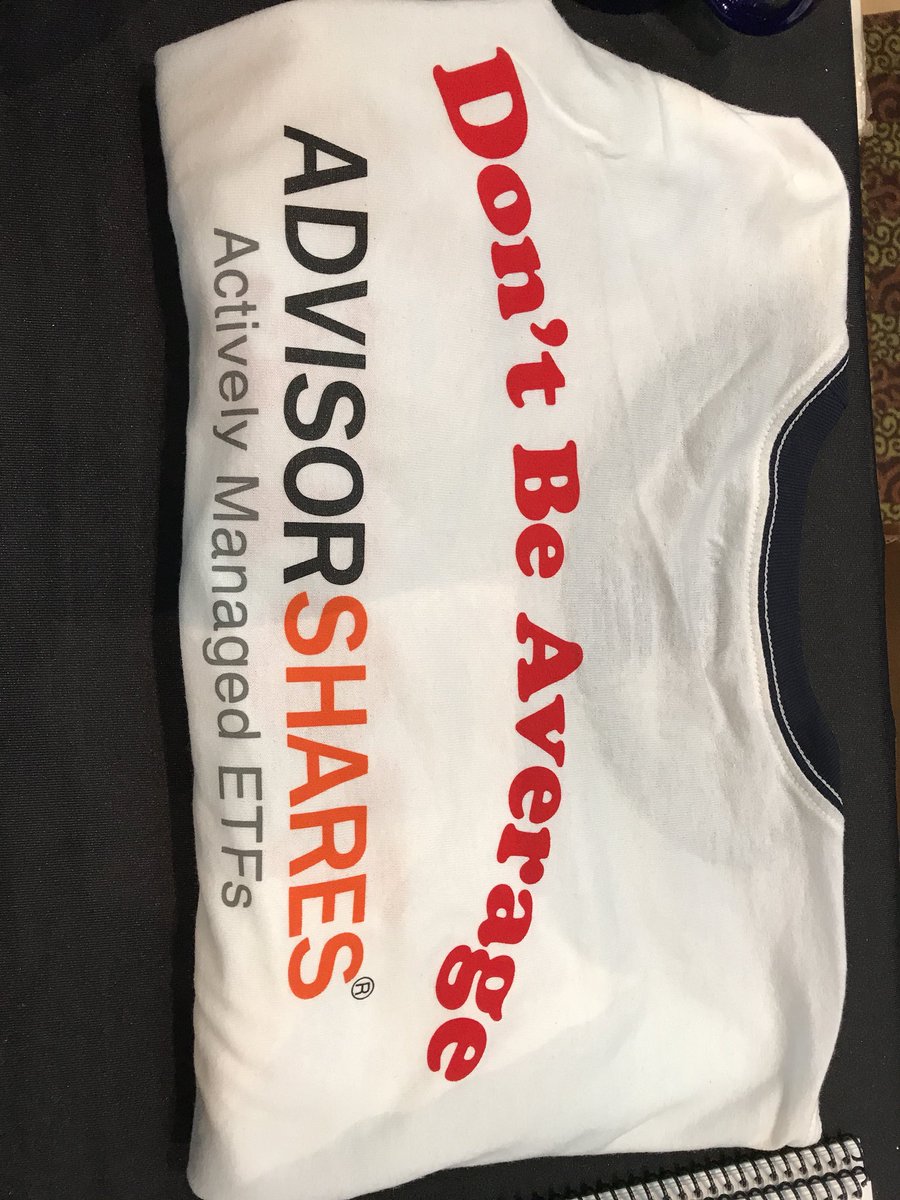 Don't Be Average
ADVISORSHARES®
Actively Managed ETFs